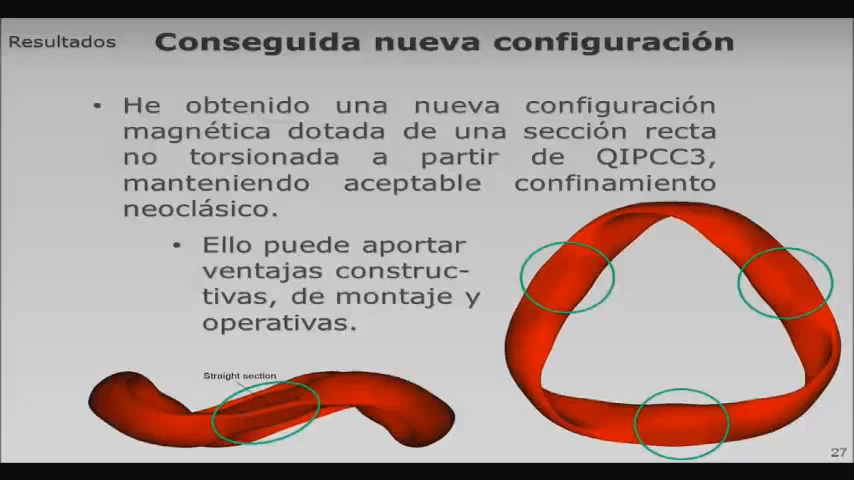 Resultados
Conseguida nueva configuración
• He obtenido una nueva configuración
magnética dotada de una sección recta
no torsionada a partir de QIPCC3,
manteniendo aceptable confinamiento
neoclásico.
• Ello puede aportar
ventajas construc-
tivas, de montaje y
operativas.
Straight section
27